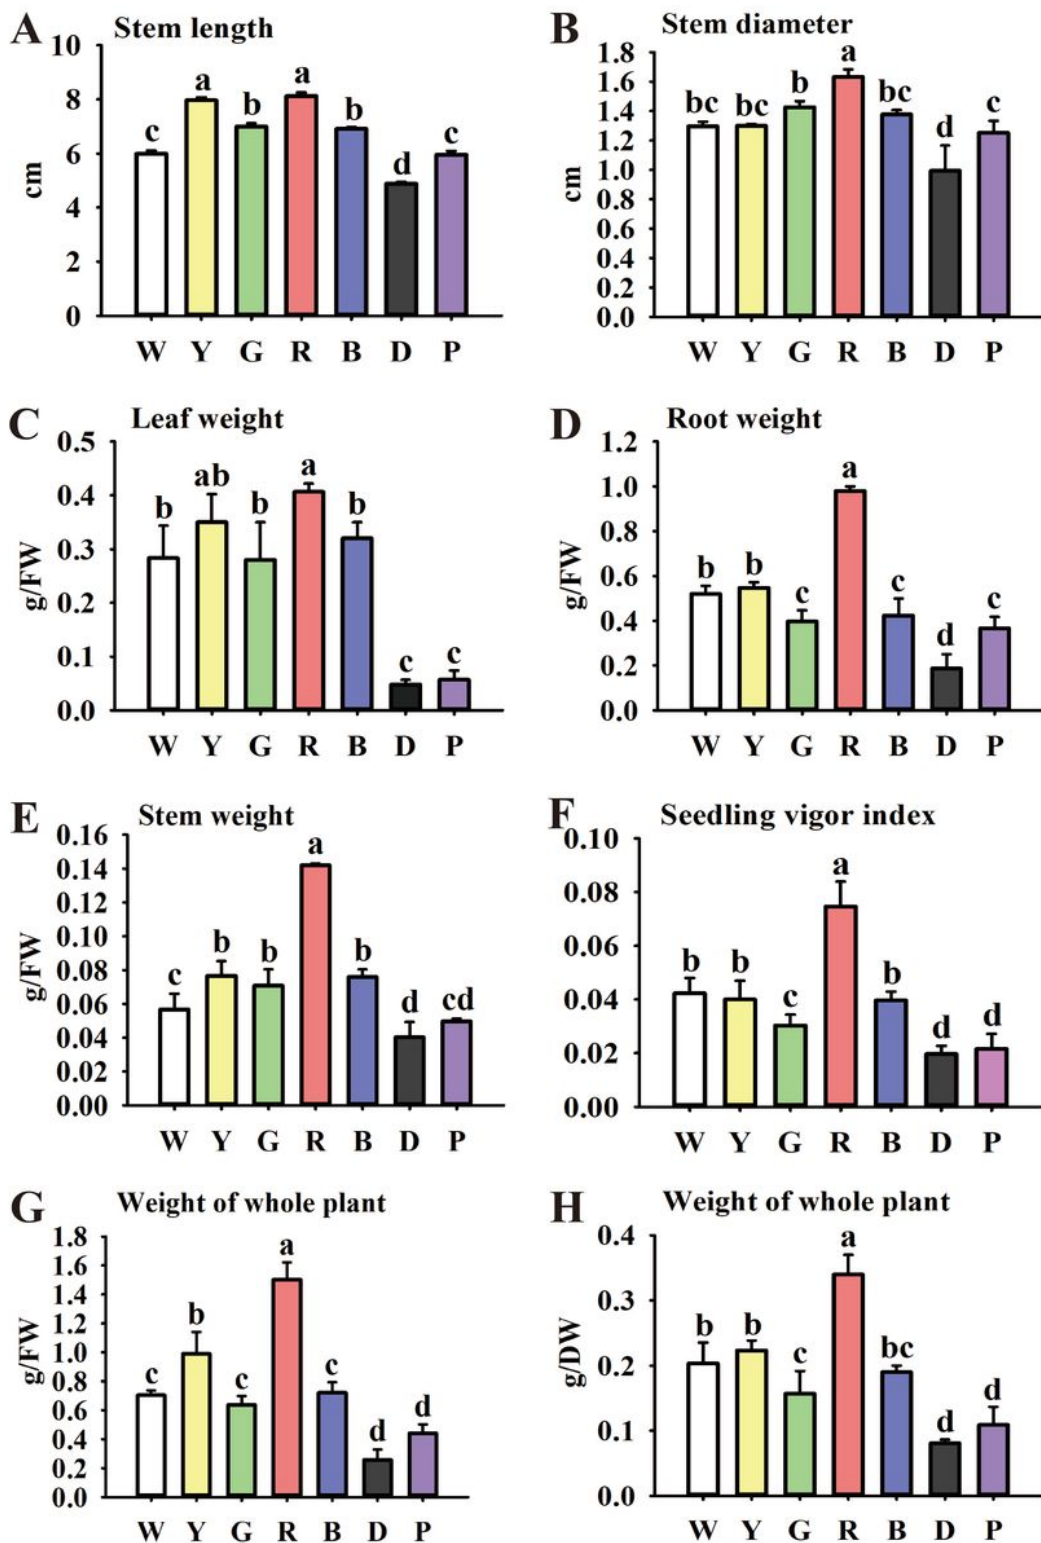 A Stem length
10
8
6
4
2
0
cm
c a b a b d c
W Y G R B D P
B Stem diameter
1.8
1.6
1.4
1.2
1.0
0.8
0.6
0.4
0.2
0.0
cm
bc bc b a bc d c
W Y G R B D P
C Leaf weight
0.5
0.4
0.3
0.2
0.1
0.0
g/FW
b ab b a b c c
W Y G R B D P
D Root weight
1.2
1.0
0.8
0.6
0.4
0.2
0.0
g/FW
b b c a c d c
W Y G R B D P
E Stem weight
0.16
0.14
0.12
0.10
0.08
0.06
0.04
0.02
0.00
g/FW
c b b a b d cd
W Y G R B D P
F Seedling vigor index
0.10
0.08
0.06
0.04
0.02
0.00
b b c a b d d
W Y G R B D P
G Weight of whole plant
1.8
1.6
1.4
1.2
1.0
0.8
0.6
0.4
0.2
0.0
g/FW
c b c a c d d
W Y G R B D P
H Weight of whole plant
0.4
0.3
0.2
0.1
0.0
g/DW
b b c a bc d d
W Y G R B D P